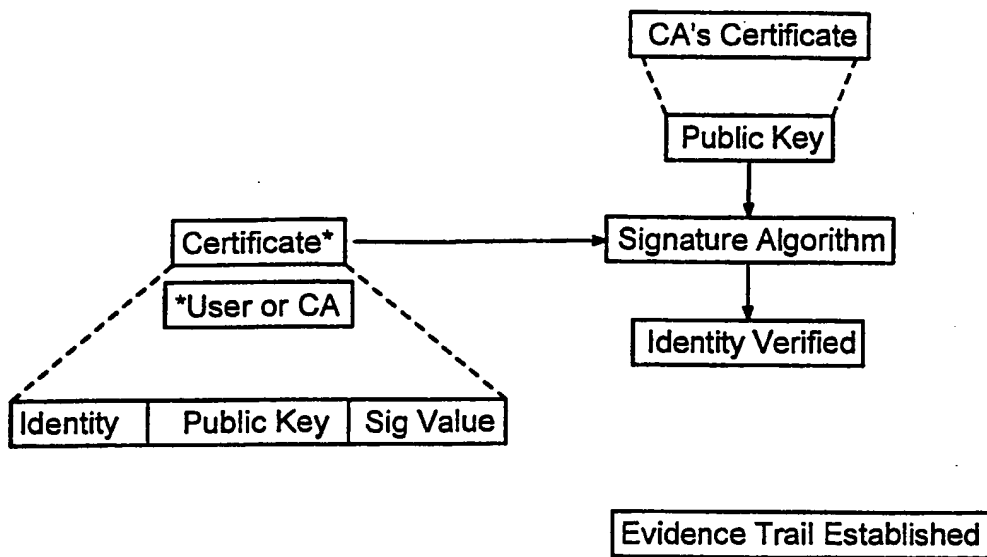 CA's Certificate
Public Key
Certificate*
Signature Algorithm
*User or CA
Identity Verified
Identity Public Key Sig Value
Evidence Trail Established